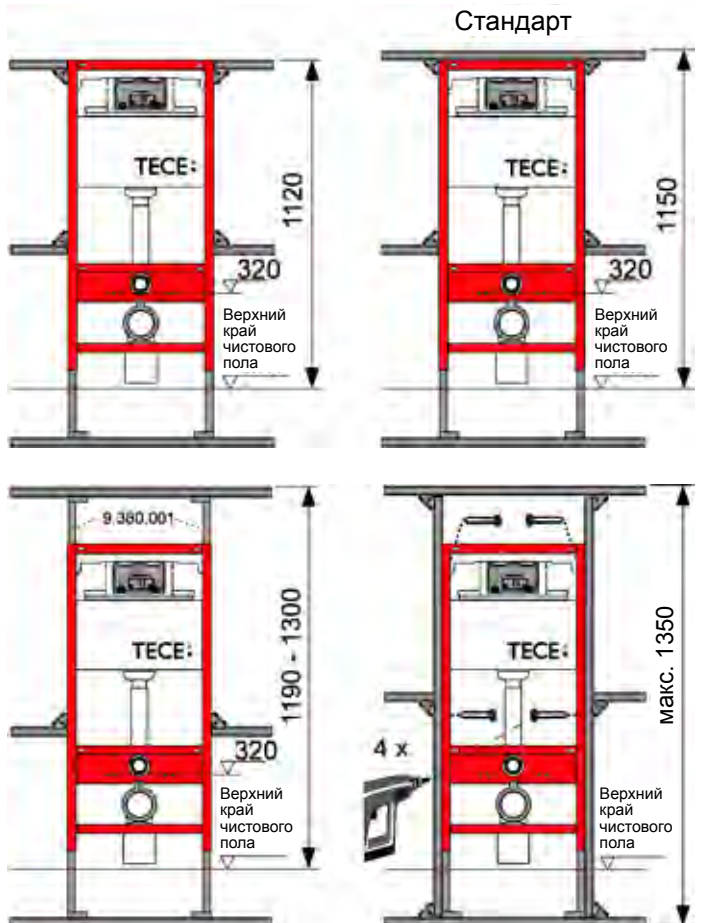 Стандарт
TECE:
1120
320
Верхний
край
чистового
пола
TECE:
1150
320
Верхний
край
чистового
пола
9.380.001
TECE:
1190 - 1300
320
Верхний
край
чистового
пола
TECE:
макс. 1350
4 x
Верхний
край
чистового
пола